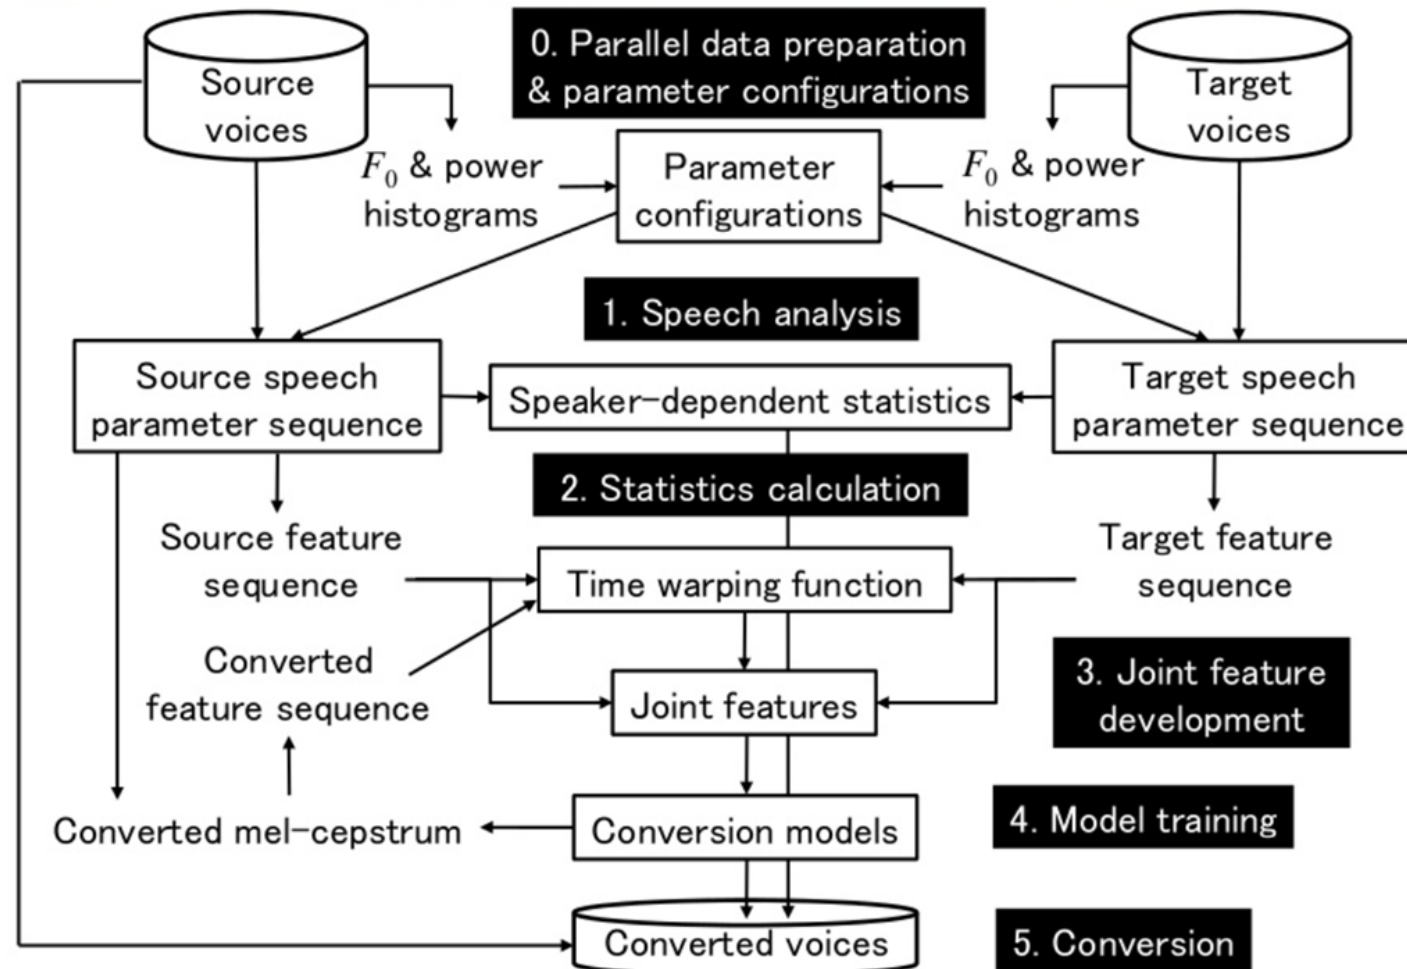 Source
voices
0. Parallel data preparation
& parameter configurations
Target
voices
F0 & power
histograms
Parameter
configurations
F0 & power
histograms
1. Speech analysis
Source speech
parameter sequence
Speaker-dependent statistics
Target speech
parameter sequence
2. Statistics calculation
Source feature
sequence
Time warping function
Target feature
sequence
Converted
feature sequence
Joint features
3. Joint feature
development
Converted mel-cepstrum
Conversion models
4. Model training
Converted voices
5. Conversion